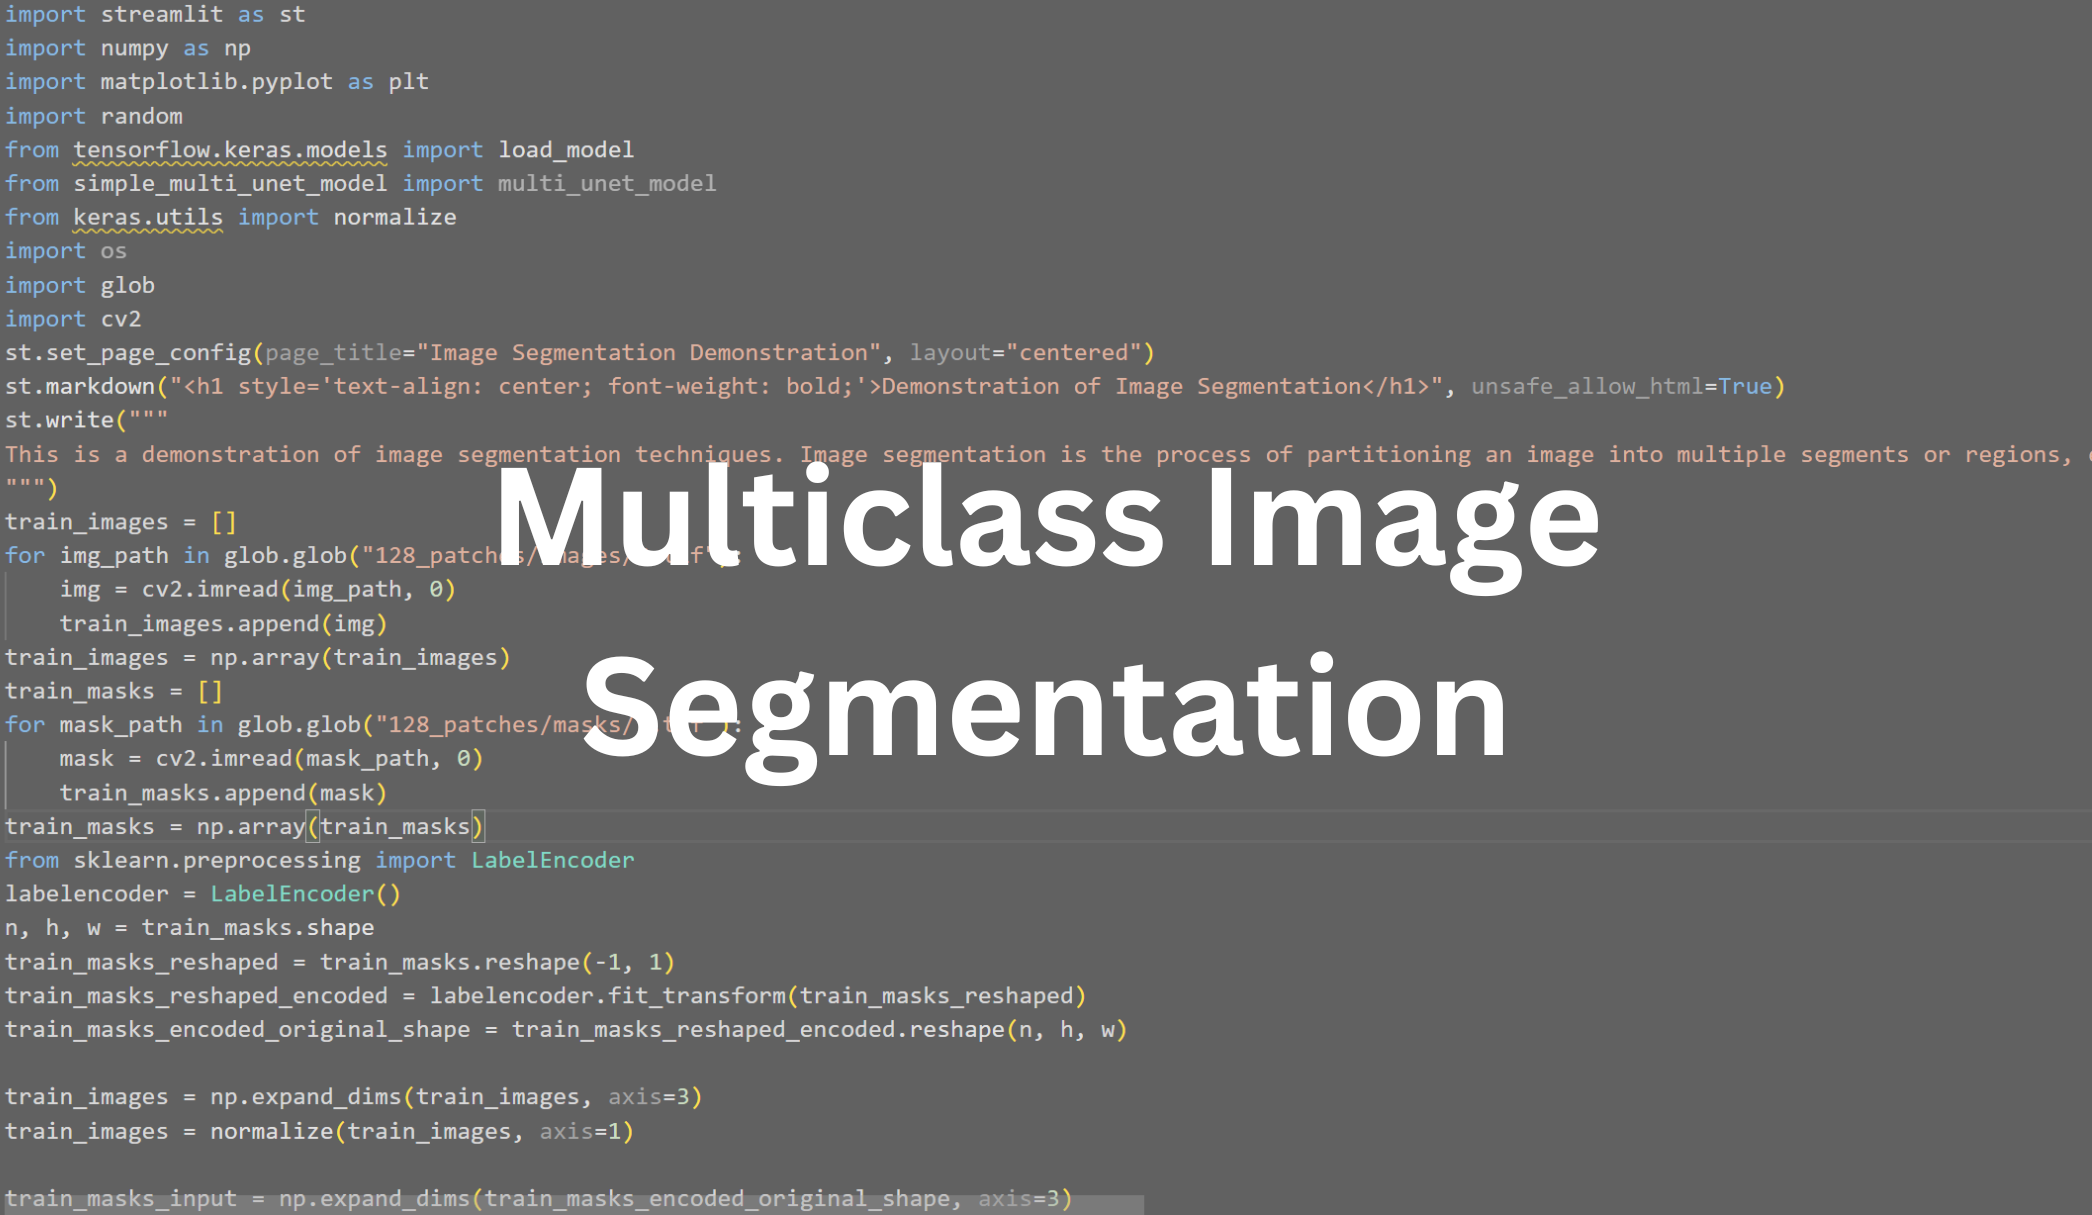 import streamlit as st
import numpy as np
import matplotlib.pyplot as plt
import random
from tensorflow.keras.models import load_model
from simple_multi_unet_model import multi_unet_model
from keras.utils import normalize
import os
import glob
import cv2
st.set_page_config(page_title="Image Segmentation Demonstration", layout="centered")
st.markdown("<h1 style='text-align: center; font-weight: bold;'>Demonstration of Image Segmentation</h1>", unsafe_allow_html=True)
st.write("""
This is a demonstration of image segmentation techniques. Image segmentation is the process of partitioning an image into multiple segments or regions,
""")
train_images = []
for img_path in glob.glob("128_patches/images/
img = cv2.imread(img_path, 0)
train_images.append(img)
train_images = np.array(train_images)
train_masks = []
for mask_path in glob.glob("128_patches/masks/
mask = cv2.imread(mask_path, 0)
train_masks.append(mask)
train_masks = np.array(train_masks)
from sklearn.preprocessing import LabelEncoder
labelencoder = LabelEncoder()
n, h, w = train_masks.shape
train_masks_reshaped = train_masks.reshape(-1, 1)
train_masks_reshaped_encoded = labelencoder.fit_transform(train_masks_reshaped)
train_masks_encoded_original_shape = train_masks_reshaped_encoded.reshape(n, h, w)
train_images = np.expand_dims(train_images, axis=3)
train_images = normalize(train_images, axis=1)
train_masks_input = np.expand_dims(train_masks_encoded_original_shape, axis=3)
Multiclass Image
Segmentation